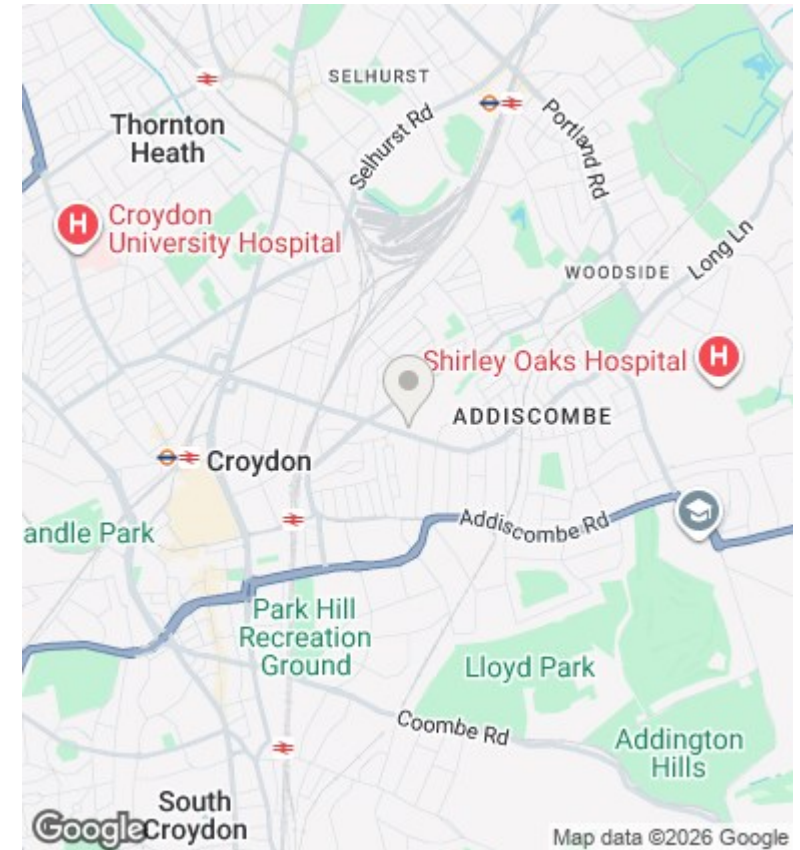 SELHURST
Thornton
Heath
Selhurst Rd
Portland Rd
H
Croydon
University Hospital
WOODSIDE
Long Ln
Shirley Oaks Hospital
H
ADDISCOMBE
Croydon
andle Park
Addiscombe Rd
Park Hill
Recreation
Ground
Lloyd Park
Coombe Rd
Addington
Hills
South
Croydon
Google
Map data ©2026 Google